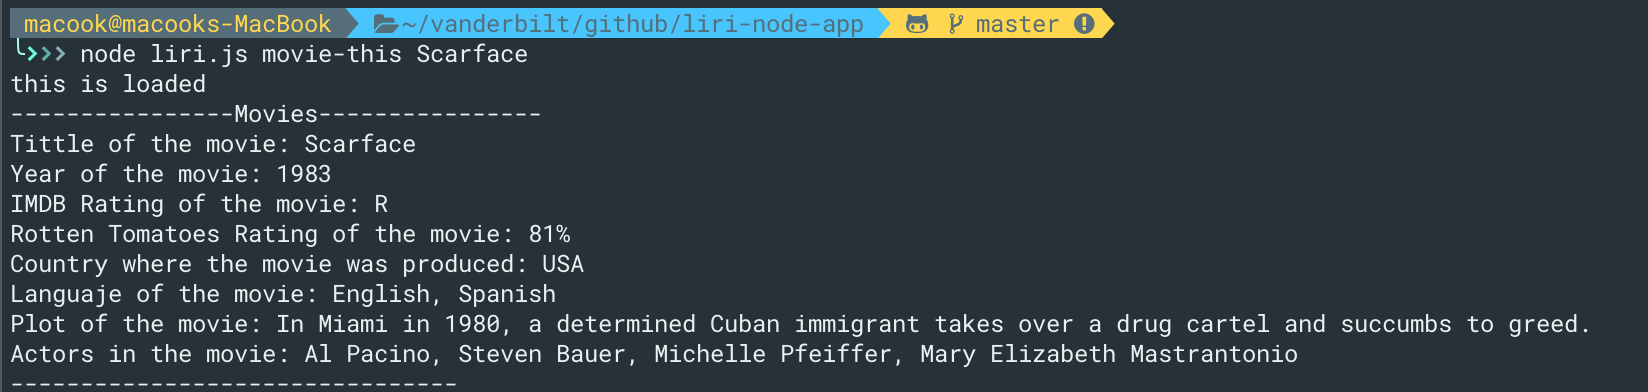 macook@macooks-MacBook ~/vanderbilt/github/liri-node-app master
node liri.js movie-this Scarface
this is loaded
----------------Movies----------------
Tittle of the movie: Scarface
Year of the movie: 1983
IMDB Rating of the movie: R
Rotten Tomatoes Rating of the movie: 81%
Country where the movie was produced: USA
Languaje of the movie: English, Spanish
Plot of the movie: In Miami in 1980, a determined Cuban immigrant takes over a drug cartel and succumbs to greed.
Actors in the movie: Al Pacino, Steven Bauer, Michelle Pfeiffer, Mary Elizabeth Mastrantonio
--------------------------------